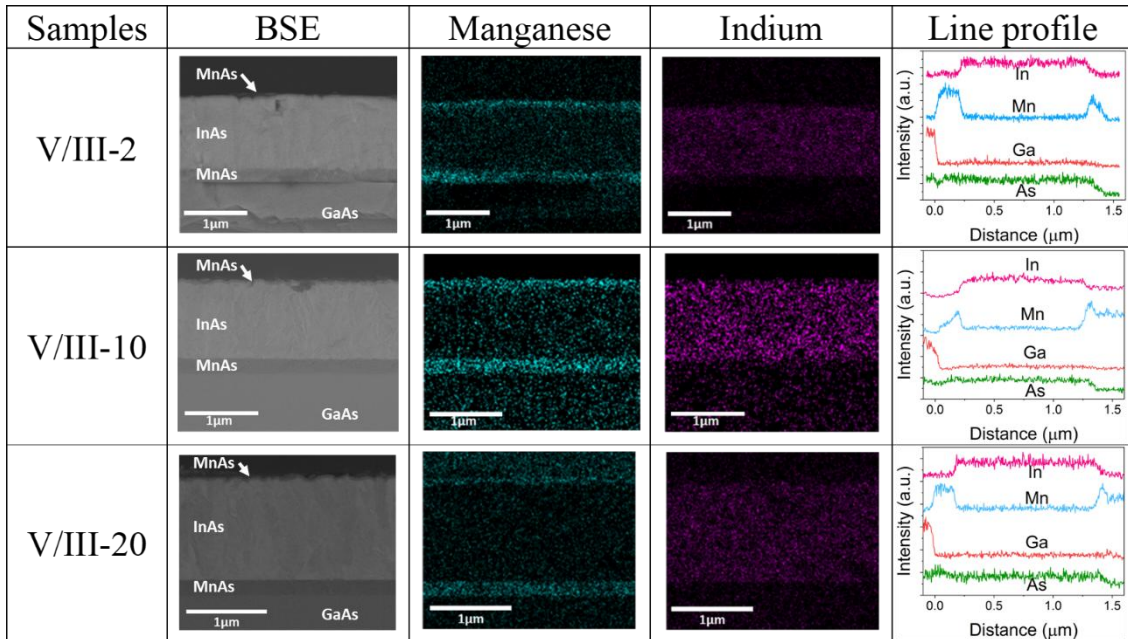 Samples BSE Manganese Indium Line profile
V/III-2
MnAs
InAs
MnAs
GaAs
1μm
1μm
1μm
In
Mn
Ga
As
Intensity (a.u.)
0.0 0.5 1.0 1.5
Distance (μm)
V/III-10
MnAs
InAs
MnAs
GaAs
1μm
1μm
1μm
In
Mn
Ga
As
Intensity (a.u.)
0.0 0.5 1.0 1.5
Distance (μm)
V/III-20
MnAs
InAs
MnAs
GaAs
1μm
1μm
1μm
In
Mn
Ga
As
Intensity (a.u.)
0.0 0.5 1.0 1.5
Distance (μm)